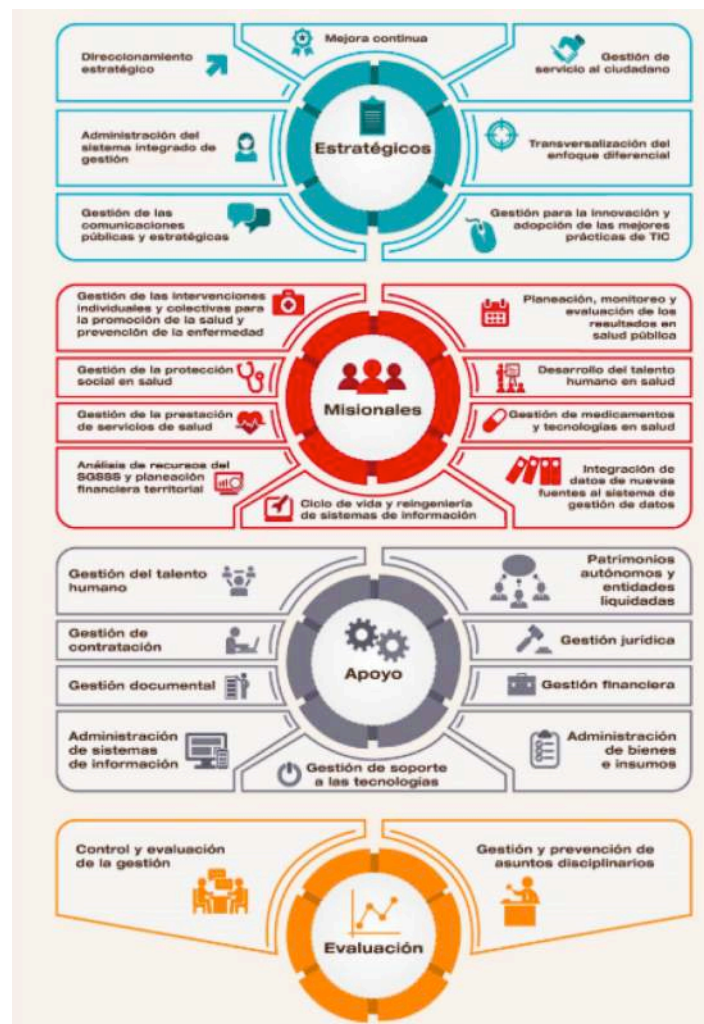 Mejora continua
Direccionamiento
estratégico
Gestión de
servicio al ciudadano
Administración del
sistema integrado de
gestión
Estratégicos
Transversalización del
enfoque diferencial
Gestión de las
comunicaciones
públicas y estratégicas
Gestión para la innovación y
adopción de las mejores
prácticas de TIC
Gestión de las intervenciones
individuales y colectivas para
la promoción de la salud y
prevención de la enfermedad
Planeación, monitoreo y
evaluación de los
resultados en
salud pública
Gestión de la protección
social en salud
Misionales
Desarrollo del talento
humano en salud
Gestión de la prestación
de servicios de salud
Gestión de medicamentos
y tecnologías en salud
Análisis de recursos del
SGSSS y planeación
financiera territorial
Ciclo de vida y reingeniería
de sistemas de información
Integración de
datos de nuevas
fuentes al sistema de
gestión de datos
Gestión del talento
humano
Patrimonios
autónomos y
entidades
liquidadas
Gestión de
contratación
Apoyo
Gestión jurídica
Gestión documental
Gestión financiera
Administración
de sistemas
de información
Gestión de soporte
a las tecnologías
Administración
de bienes
e insumos
Control y evaluación
de la gestión
Gestión y prevención de
asuntos disciplinarios
Evaluación